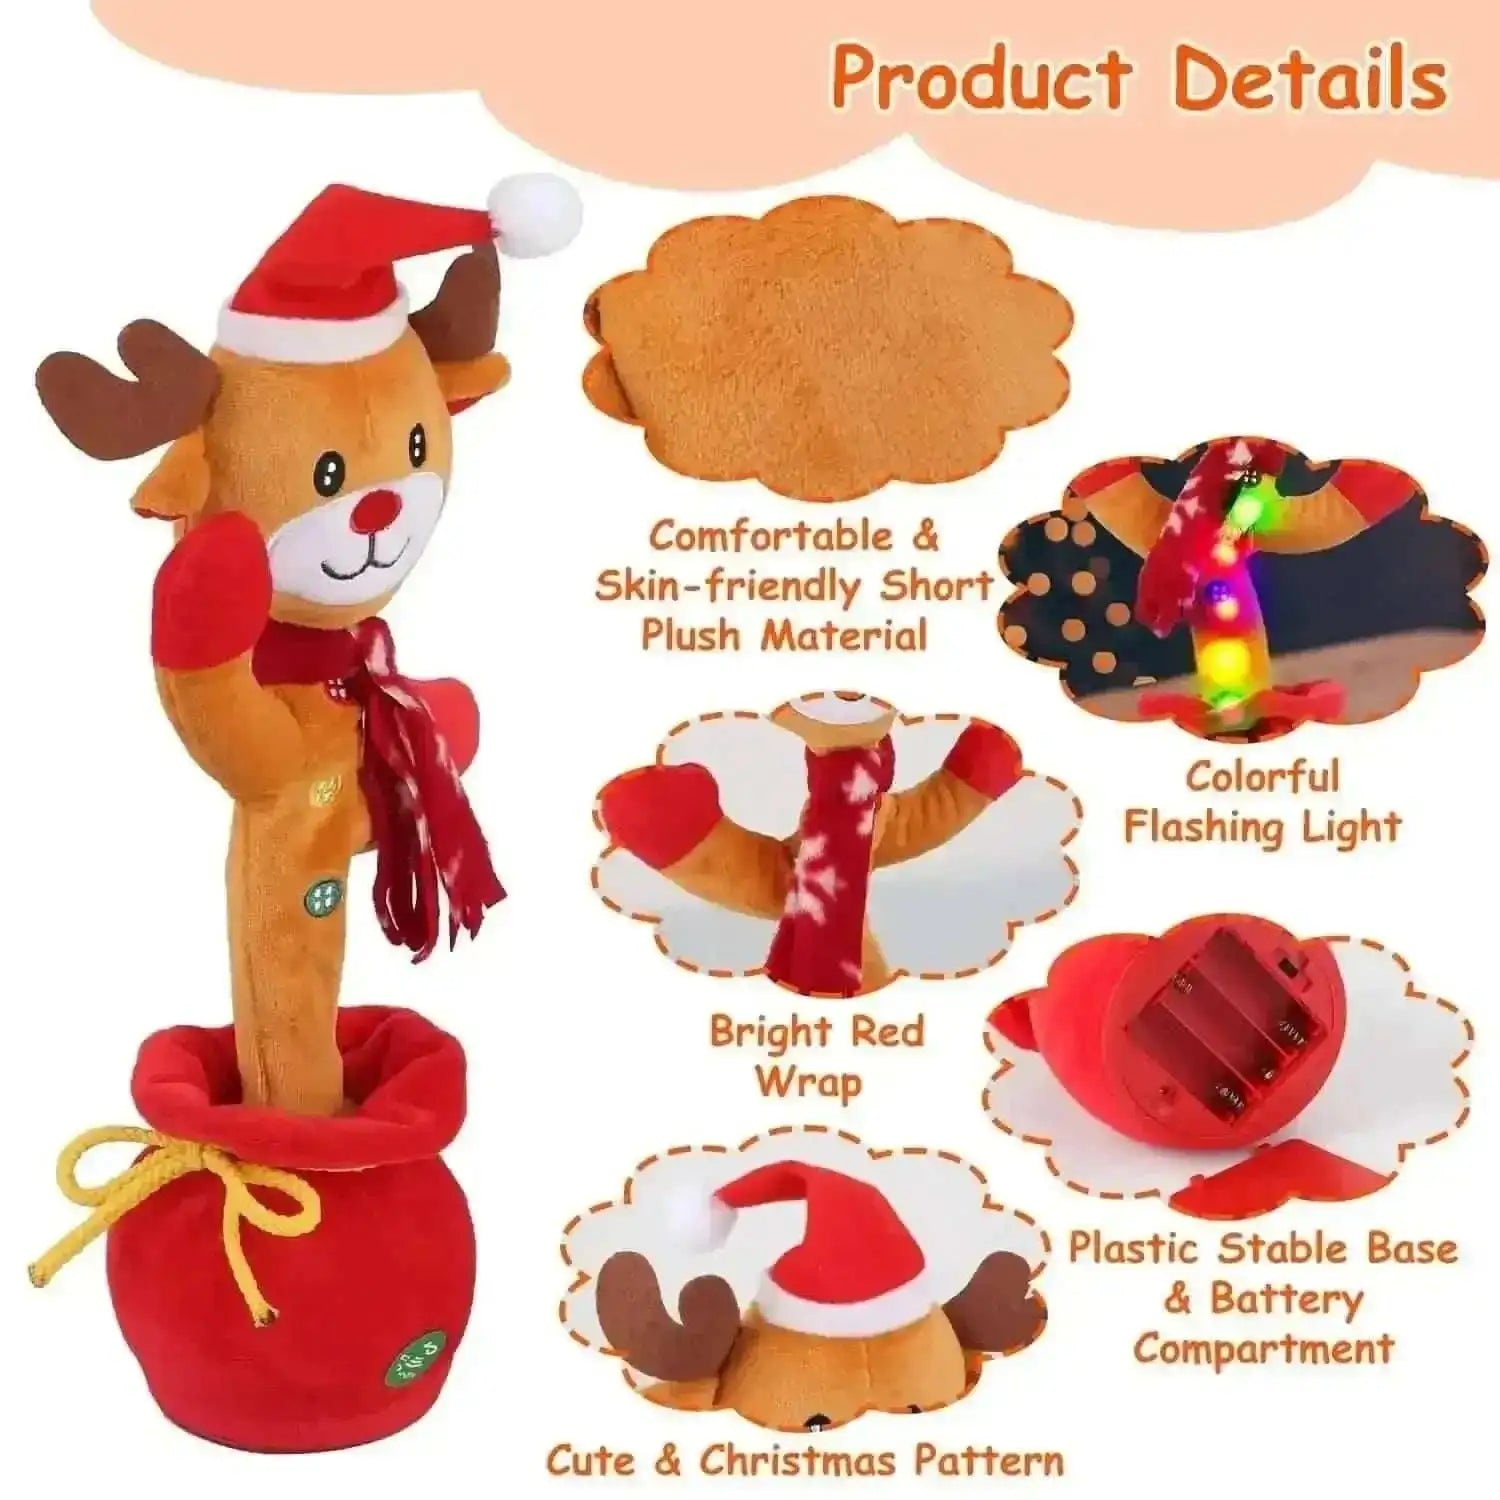 Product Details
Comfortable &
Skin-friendly Short
Plush Material
Colorful
Flashing Light
Bright Red
Wrap
Plastic Stable Base
& Battery
Compartment
Cute & Christmas Pattern